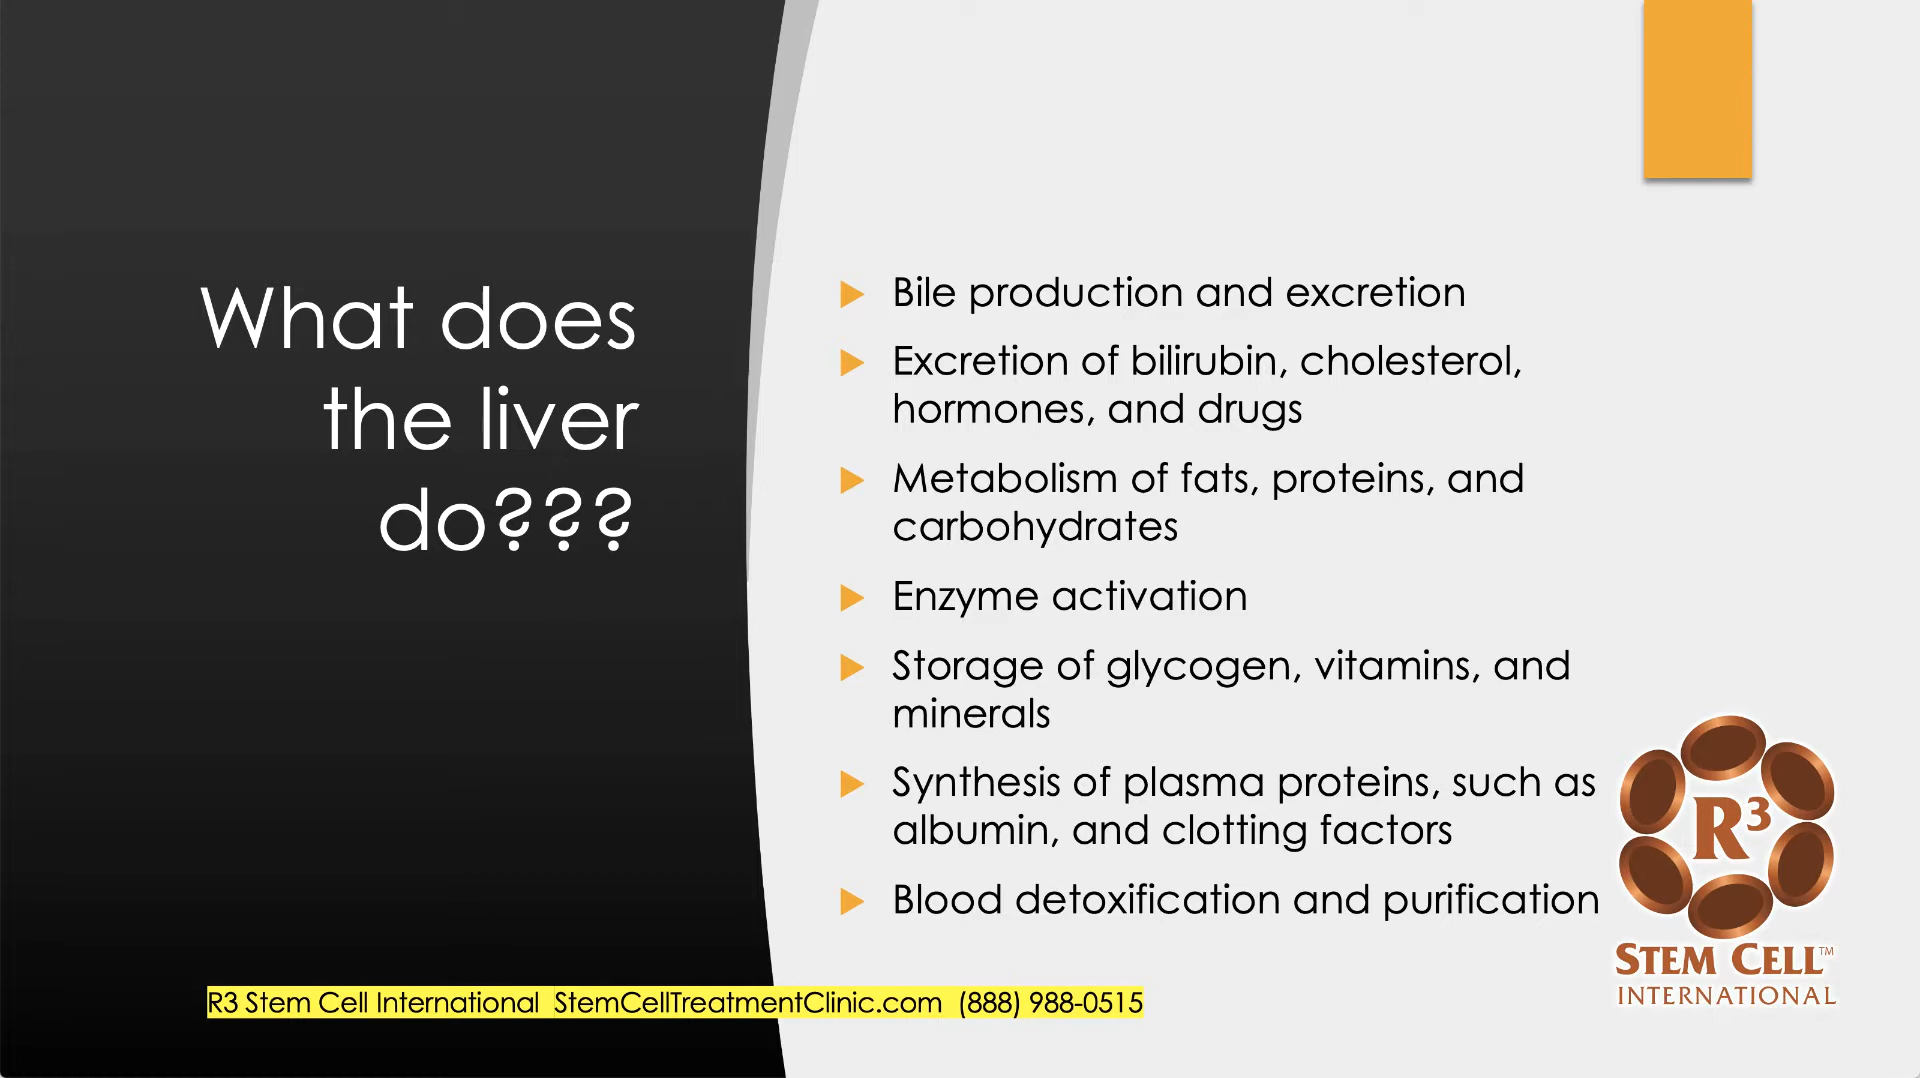 What does
the liver
do???
Bile production and excretion
Excretion of bilirubin, cholesterol,
hormones, and drugs
Metabolism of fats, proteins, and
carbohydrates
Enzyme activation
Storage of glycogen, vitamins, and
minerals
Synthesis of plasma proteins, such as
albumin, and clotting factors
Blood detoxification and purification
R3
STEM CELL™
INTERNATIONAL
R3 Stem Cell International  StemCellTreatmentClinic.com  (888) 988-0515